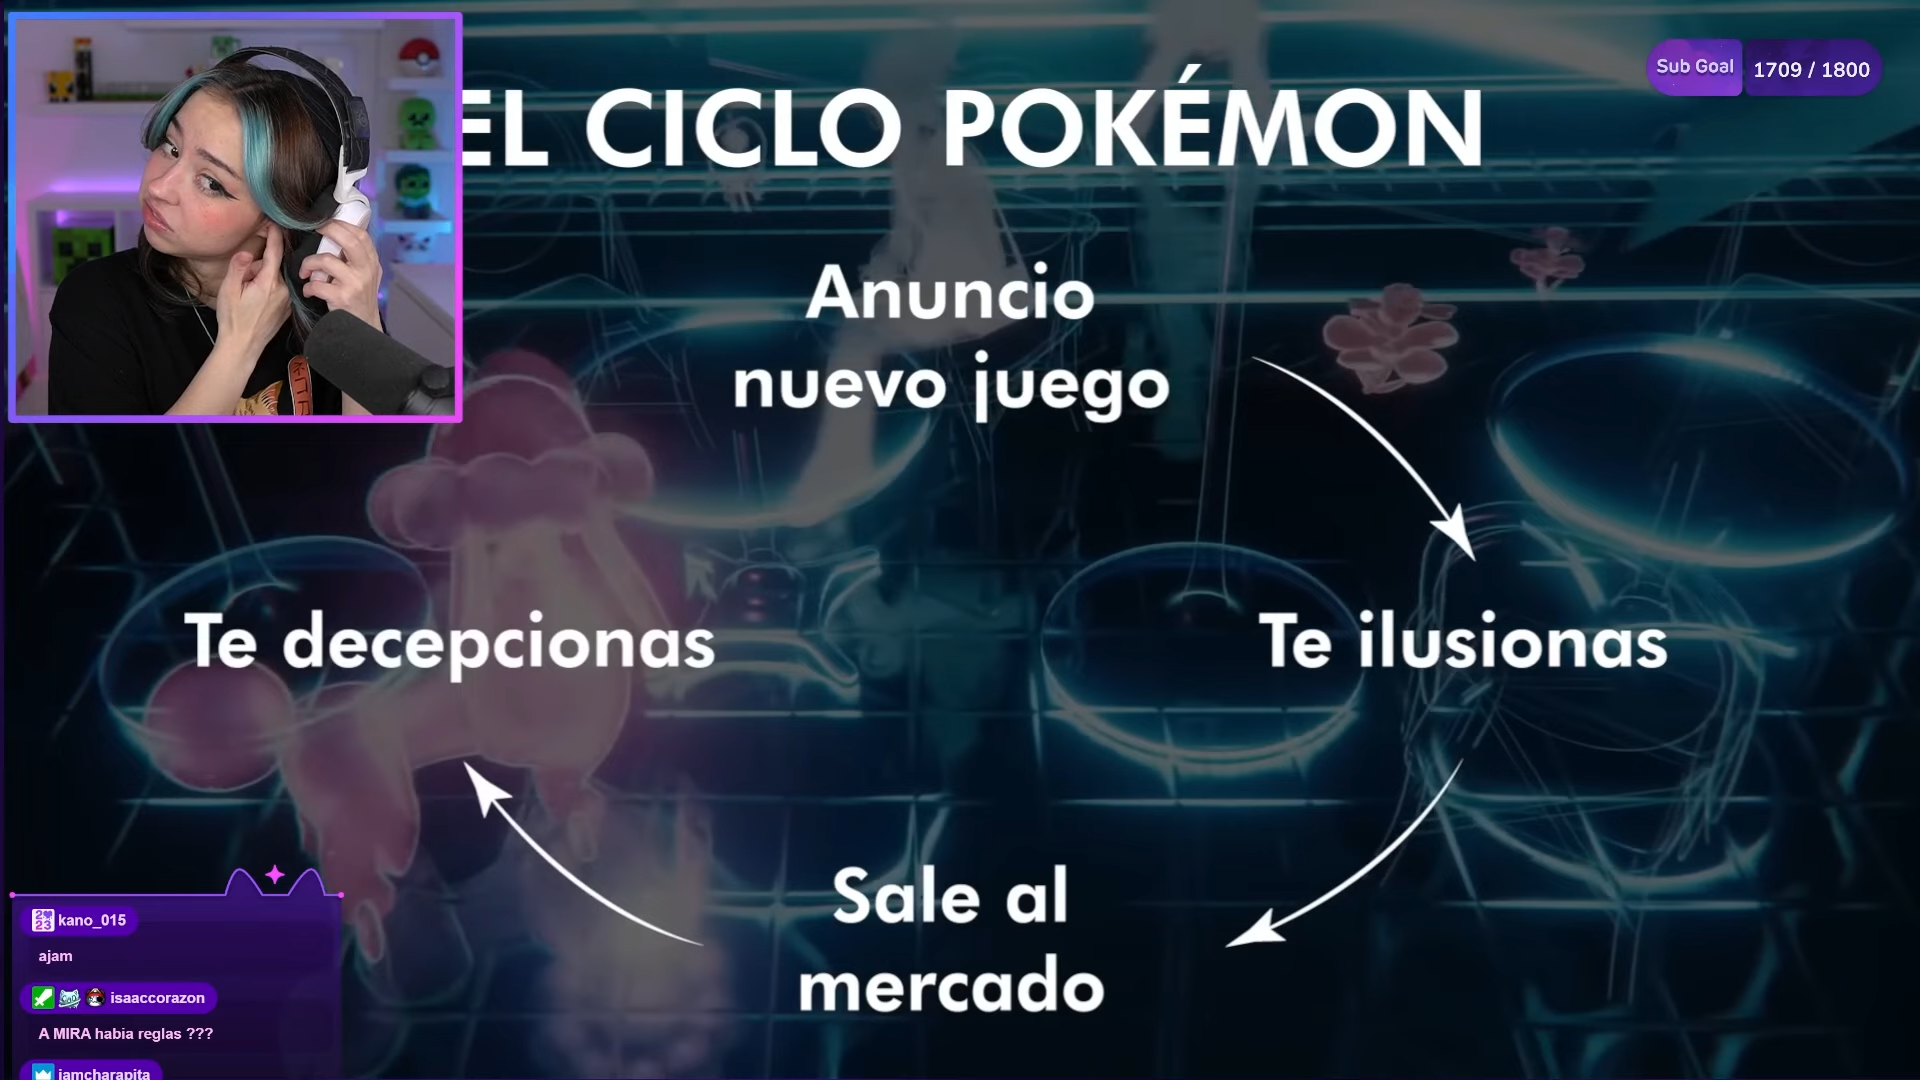 EL CICLO POKÉMON
Sub Goal
1709 / 1800
Anuncio
nuevo juego
Te ilusionas
Sale al
mercado
Te decepcionas
kano_015
ajam
isaaccorazon
A MIRA habia reglas ???
iamcharapita